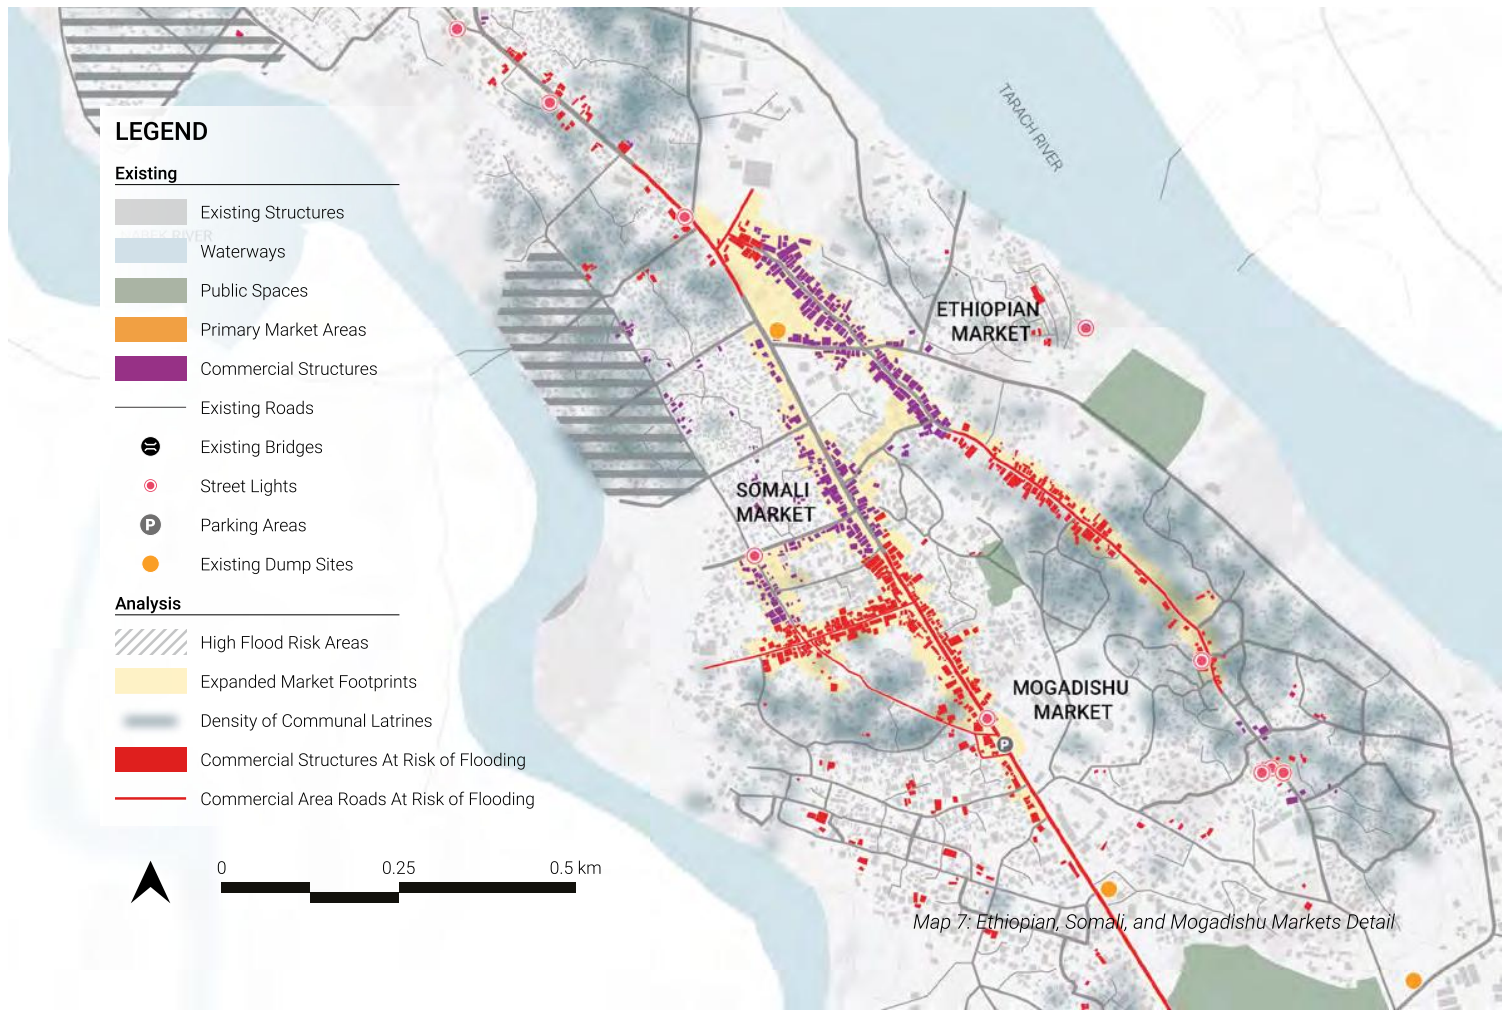 LEGEND
Existing
Existing Structures
RIVER
Waterways
Public Spaces
Primary Market Areas
Commercial Structures
Existing Roads
Existing Bridges
Street Lights
P
Parking Areas
Existing Dump Sites
Analysis
High Flood Risk Areas
Expanded Market Footprints
Density of Communal Latrines
Commercial Structures At Risk of Flooding
Commercial Area Roads At Risk of Flooding
0
0.25
0.5 km
TARACH RIVER
ETHIOPIAN
MARKET
SOMALI
MARKET
MOGADISHU
MARKET
P
Map 7: Ethiopian, Somali, and Mogadishu Markets Detail